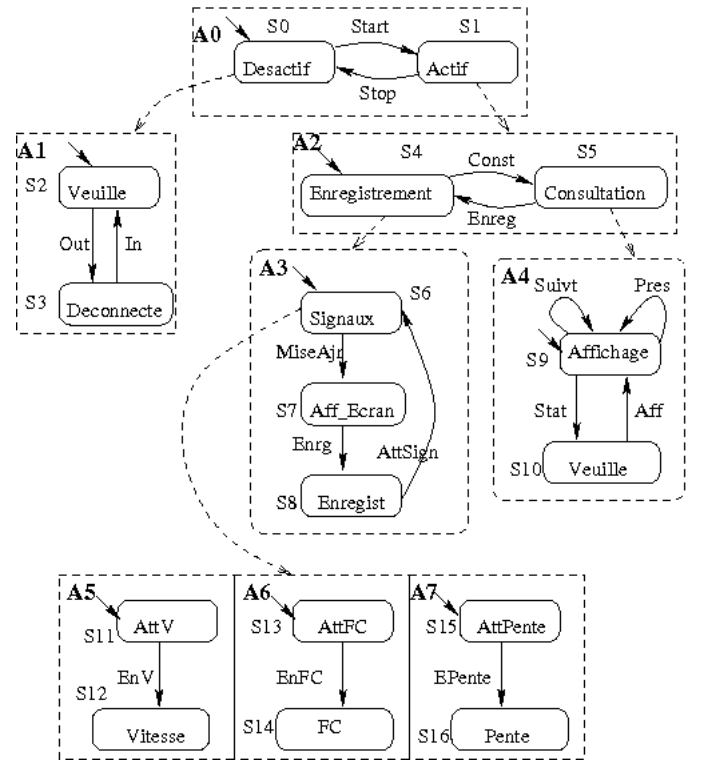 A0
S0
Start
S1
Desactif
Actif
Stop
A1
S2
Veuille
Out
In
S3
Deconnecte
A2
S4
Const
S5
Enregistrement
Consultation
Enreg
A3
S6
Signaux
MiseAjr
S7
Aff_Ecran
Enrg
AttSign
S8
Enregist
A4
Suivt
Pres
S9
Affichage
Stat
Aff
S10
Veuille
A5
S11
AttV
EnV
S12
Vitesse
A6
S13
AttFC
EnFC
S14
FC
A7
S15
AttPente
EPente
S16
Pente